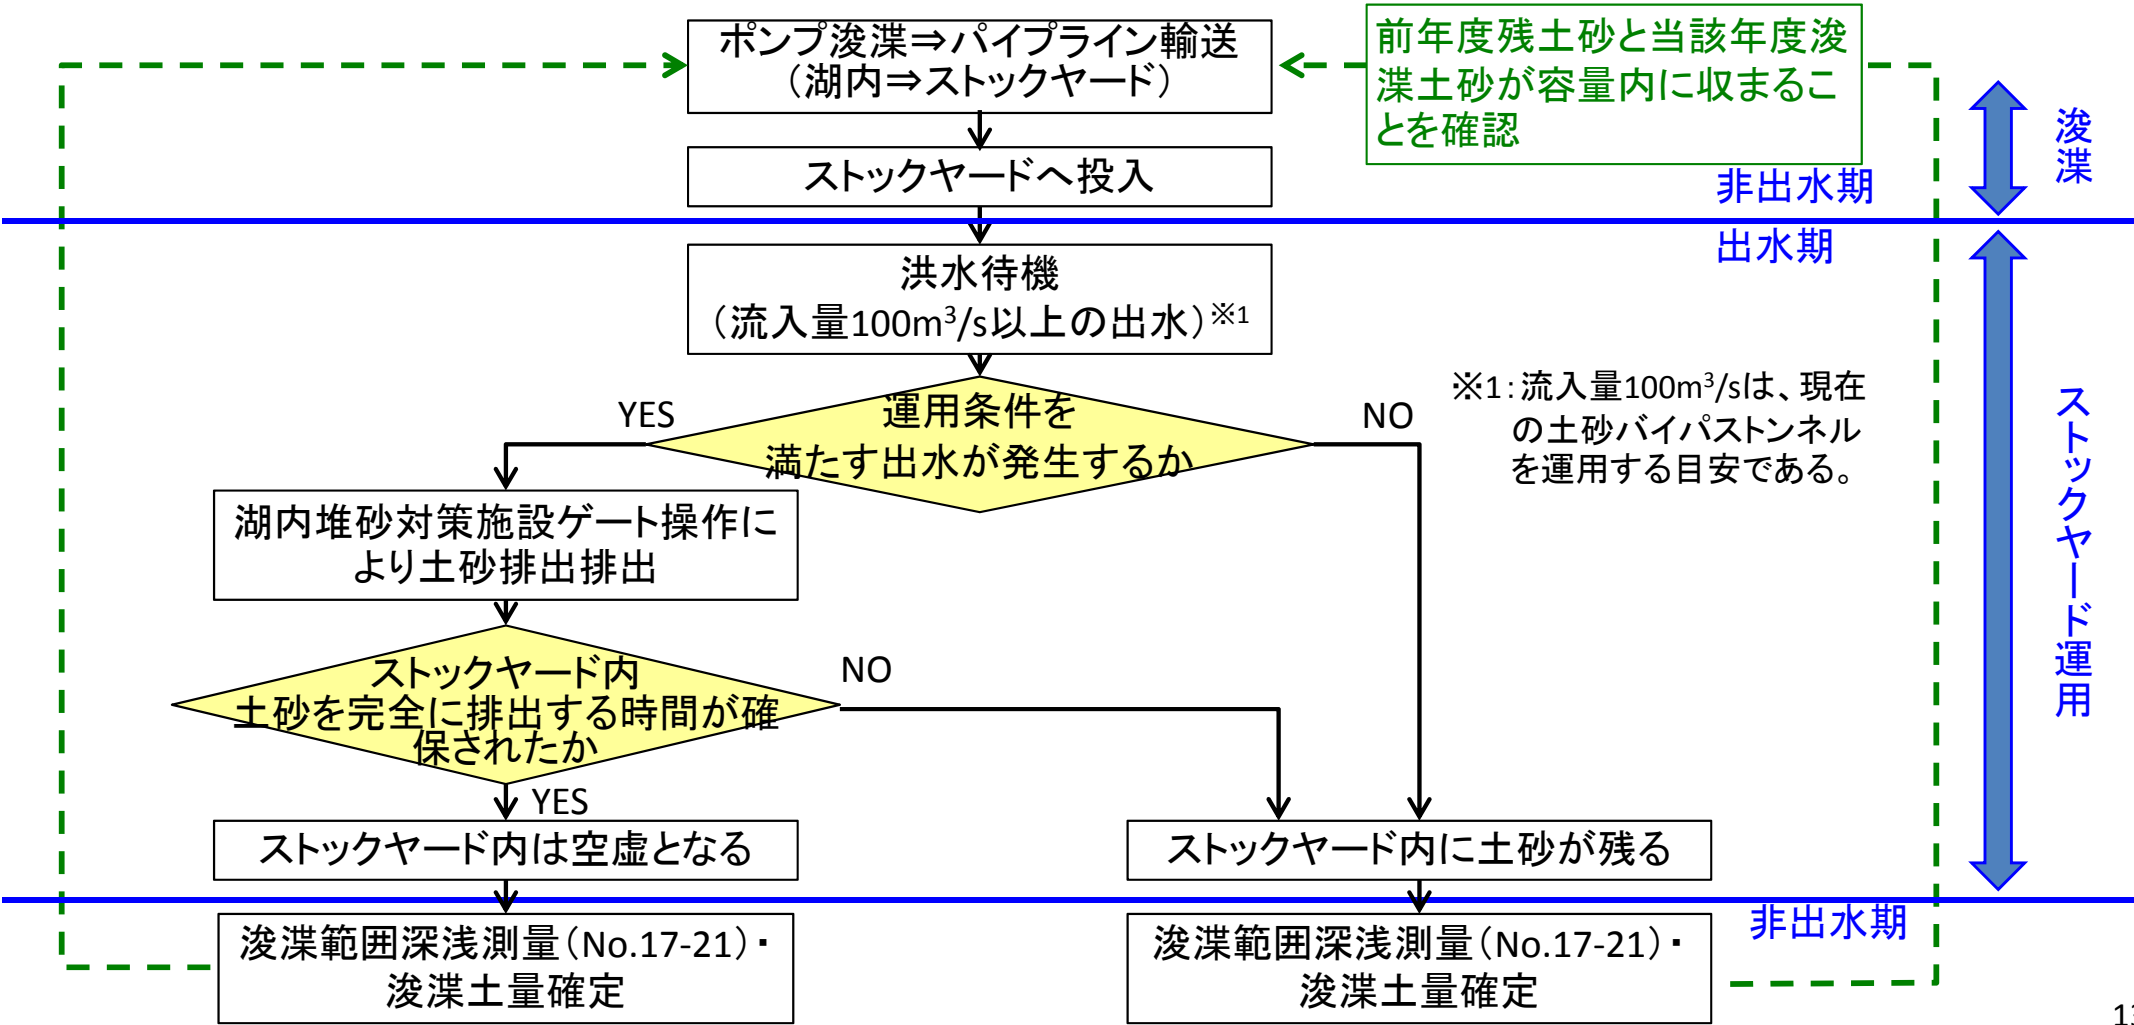 ポンプ浚渫⇒パイプライン輸送
（湖内⇒ストックヤード）
前年度残土砂と当該年度浚
渫土砂が容量内に収まるこ
とを確認
浚渫
ストックヤードへ投入
非出水期
出水期
洪水待機
（流入量100m³/s以上の出水）※1
※1：流入量100m³/sは、現在
の土砂バイパストンネル
を運用する目安である。
ストックヤード運用
YES
運用条件を
満たす出水が発生するか
NO
湖内堆砂対策施設ゲート操作に
より土砂排出排出
ストックヤード内
土砂を完全に排出する時間が確
保されたか
NO
YES
ストックヤード内は空虚となる
ストックヤード内に土砂が残る
非出水期
浚渫範囲深浅測量（No.17-21）・
浚渫土量確定
浚渫範囲深浅測量（No.17-21）・
浚渫土量確定